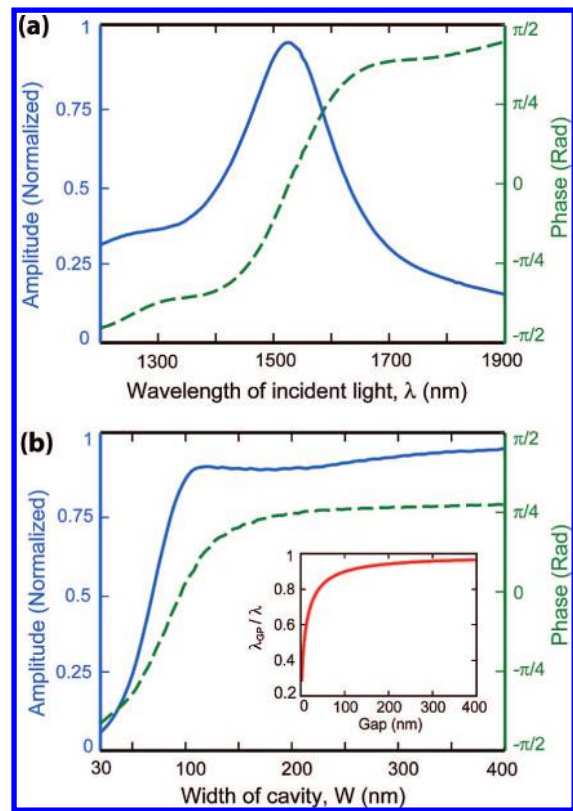 (a)
1
0.75
0.5
0.25
0
Amplitude (Normalized)
π/2
π/4
0
-π/4
-π/2
Phase (Rad)
1300 1500 1700 1900
Wavelength of incident light, λ (nm)
(b)
1
0.75
0.5
0.25
0
Amplitude (Normalized)
π/2
π/4
0
-π/4
-π/2
Phase (Rad)
1
0.8
0.6
0.4
0.2
λGP / λ
0 100 200 300 400
Gap (nm)
30 100 200 300 400
Width of cavity, W (nm)